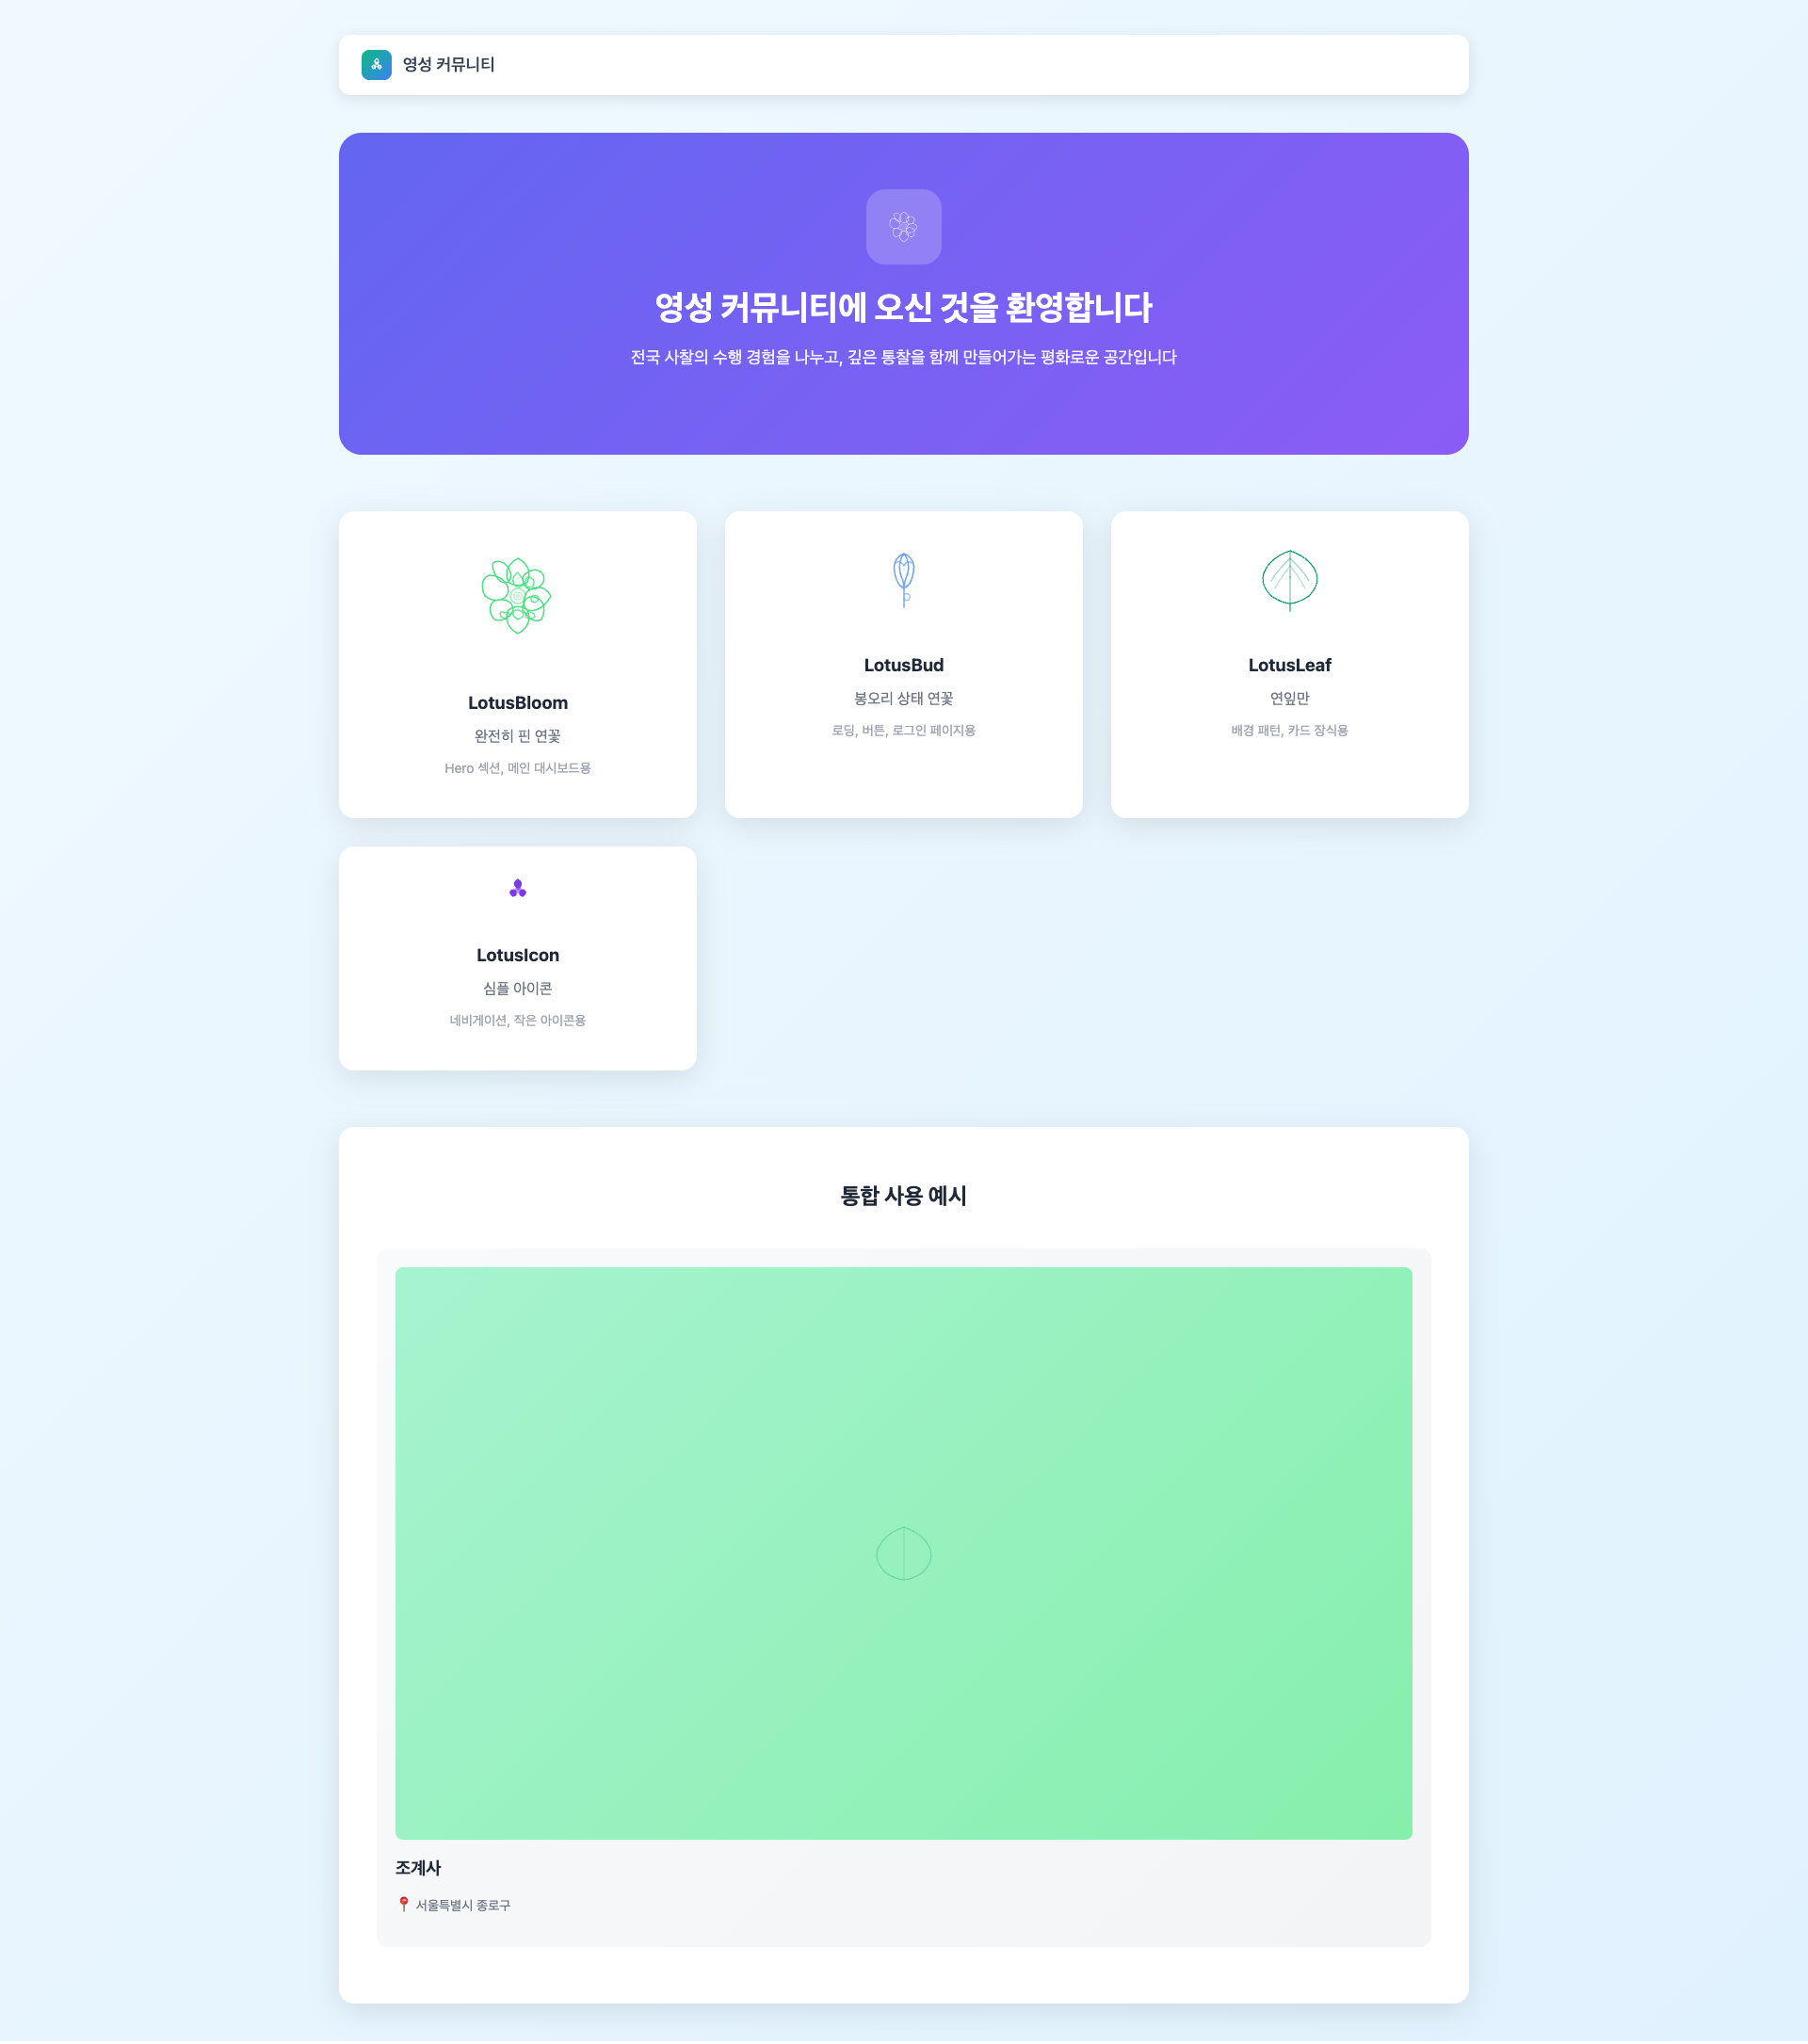 영성 커뮤니티
영성 커뮤니티에 오신 것을 환영합니다
전국 사찰의 수행 경험을 나누고, 깊은 통찰을 함께 만들어가는 평화로운 공간입니다
LotusBloom
완전히 핀 연꽃
Hero 섹션, 메인 대시보드용
LotusBud
봉오리 상태 연꽃
로딩, 버튼, 로그인 페이지용
LotusLeaf
연잎만
배경 패턴, 카드 장식용
LotusIcon
심플 아이콘
네비게이션, 작은 아이콘용
통합 사용 예시
조계사
📍 서울특별시 종로구